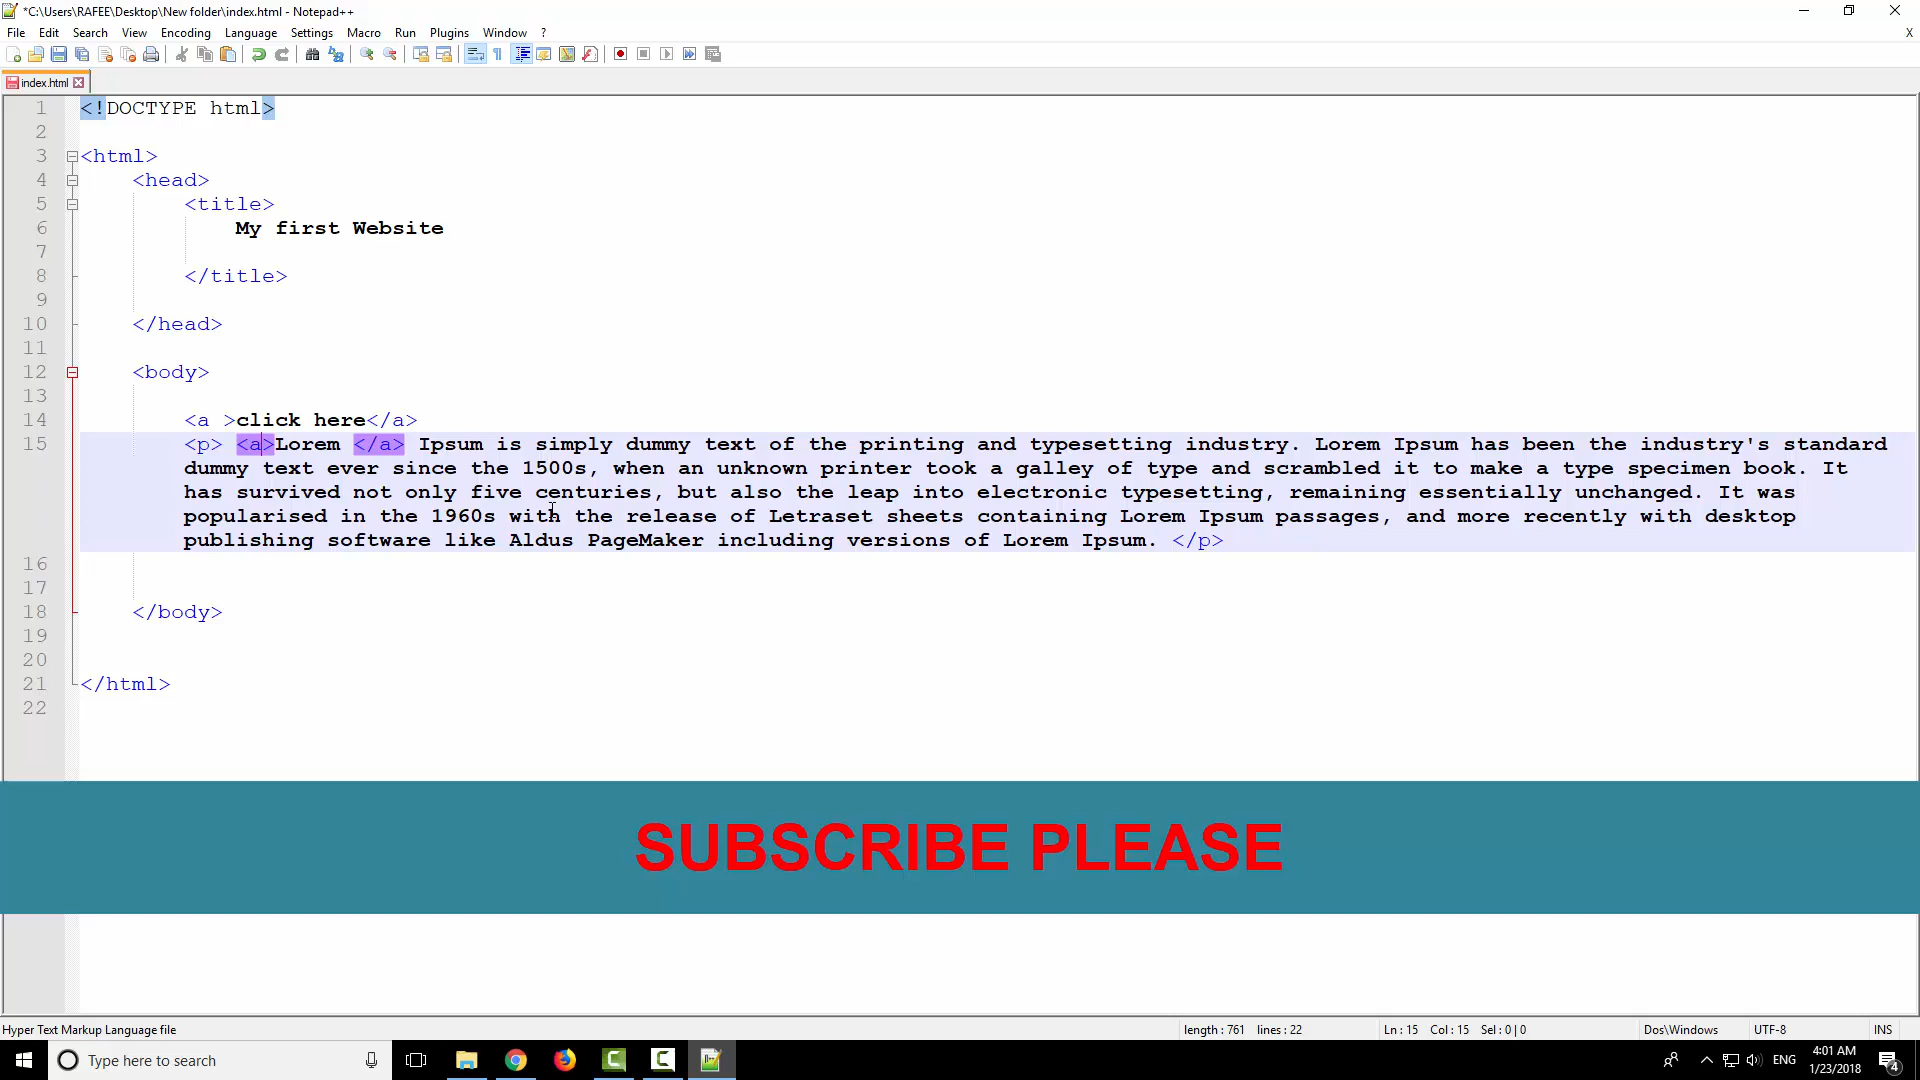 *C:\Users\RAFEE\Desktop\New folder\index.html - Notepad++
File Edit Search View Encoding Language Settings Macro Run Plugins Window ? X
index.html
1 <!DOCTYPE html>
2
3 <html>
4 <head>
5 <title>
6 My first Website
7
8 </title>
9
10 </head>
11
12 <body>
13
14 <a >click here</a>
15 <p> <a>Lorem </a> Ipsum is simply dummy text of the printing and typesetting industry. Lorem Ipsum has been the industry's standard
dummy text ever since the 1500s, when an unknown printer took a galley of type and scrambled it to make a type specimen book. It
has survived not only five centuries, but also the leap into electronic typesetting, remaining essentially unchanged. It was
popularised in the 1960s with the release of Letraset sheets containing Lorem Ipsum passages, and more recently with desktop
publishing software like Aldus PageMaker including versions of Lorem Ipsum. </p>
16
17
18 </body>
19
20
21 </html>
22
SUBSCRIBE PLEASE
Hyper Text Markup Language file length : 761 lines : 22 Ln : 15 Col : 15 Sel : 0 | 0 Dos\Windows UTF-8 INS
Type here to search ENG 4:01 AM
1/23/2018 4